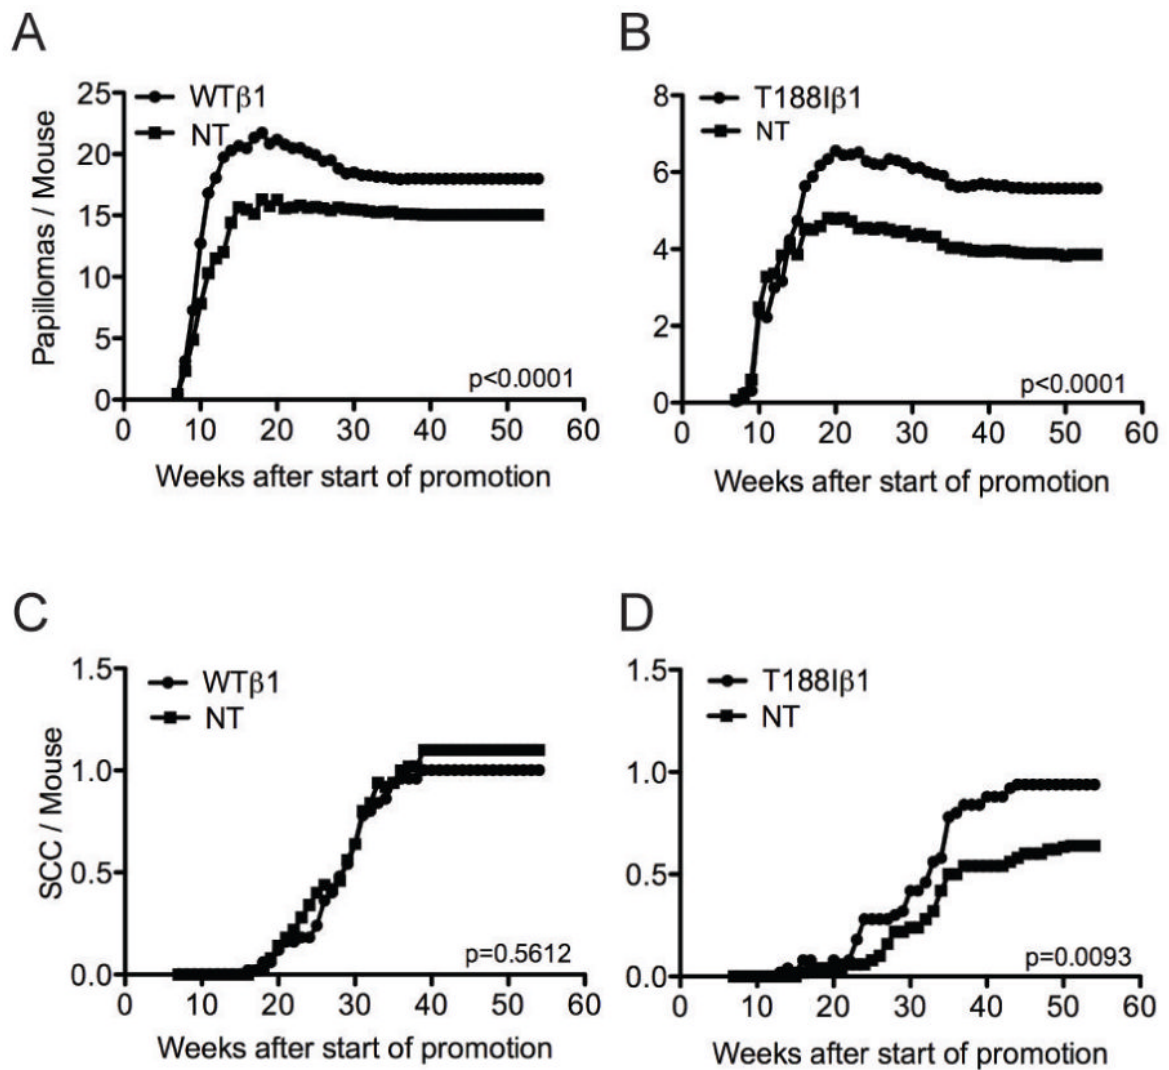 A
Papillomas / Mouse
25
20
15
10
5
0
WTβ1
NT
p<0.0001
0 10 20 30 40 50 60
Weeks after start of promotion
B
8
6
4
2
0
T188Iβ1
NT
p<0.0001
0 10 20 30 40 50 60
Weeks after start of promotion
C
SCC / Mouse
1.5
1.0
0.5
0.0
WTβ1
NT
p=0.5612
0 10 20 30 40 50 60
Weeks after start of promotion
D
1.5
1.0
0.5
0.0
T188Iβ1
NT
p=0.0093
0 10 20 30 40 50 60
Weeks after start of promotion